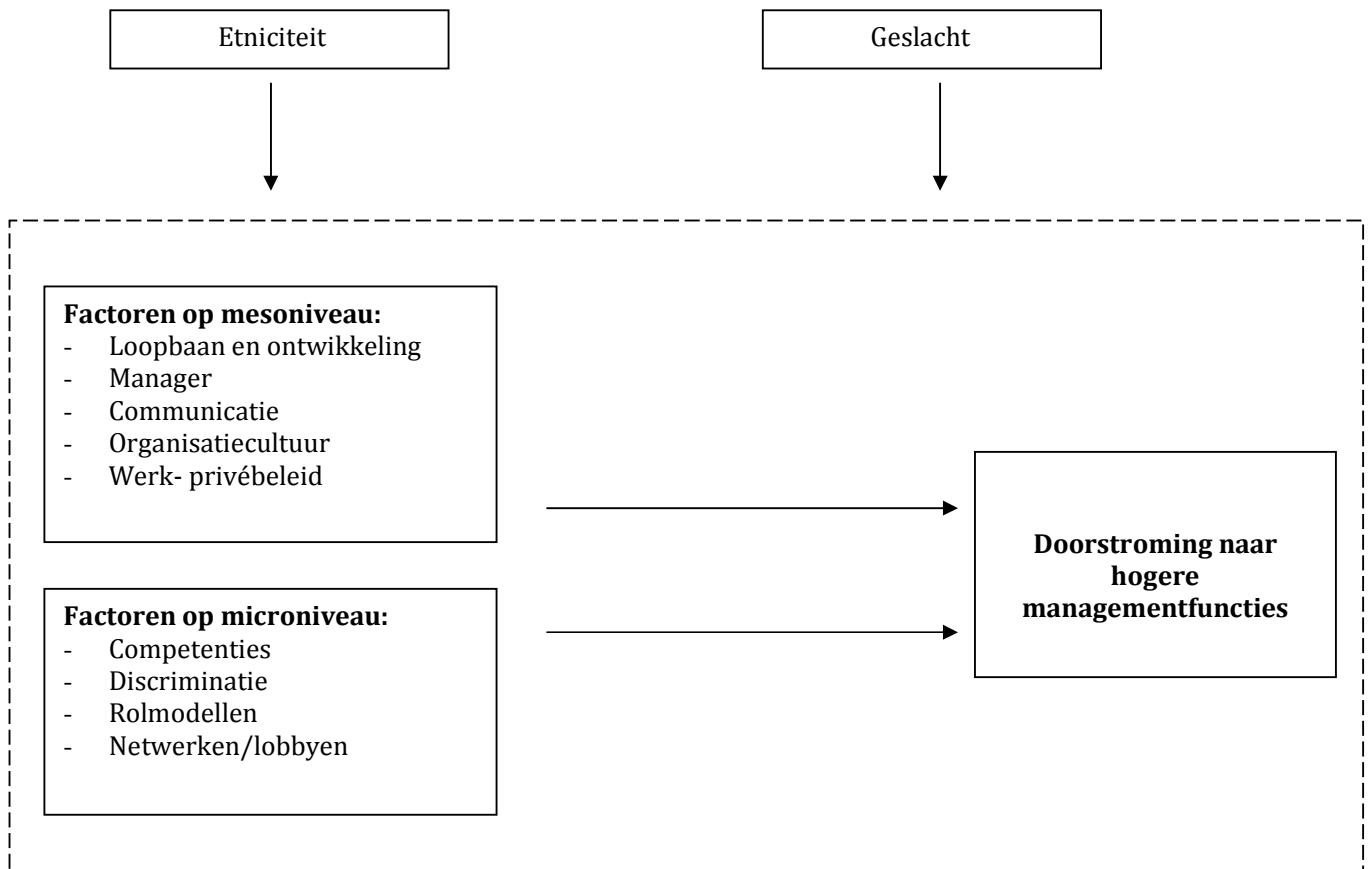 Etniciteit
Geslacht
Factoren op mesoniveau:
- Loopbaan en ontwikkeling
- Manager
- Communicatie
- Organisatiecultuur
- Werk- privébeleid
Doorstroming naar
hogere
managementfuncties
Factoren op microniveau:
- Competenties
- Discriminatie
- Rolmodellen
- Netwerken/lobbyen